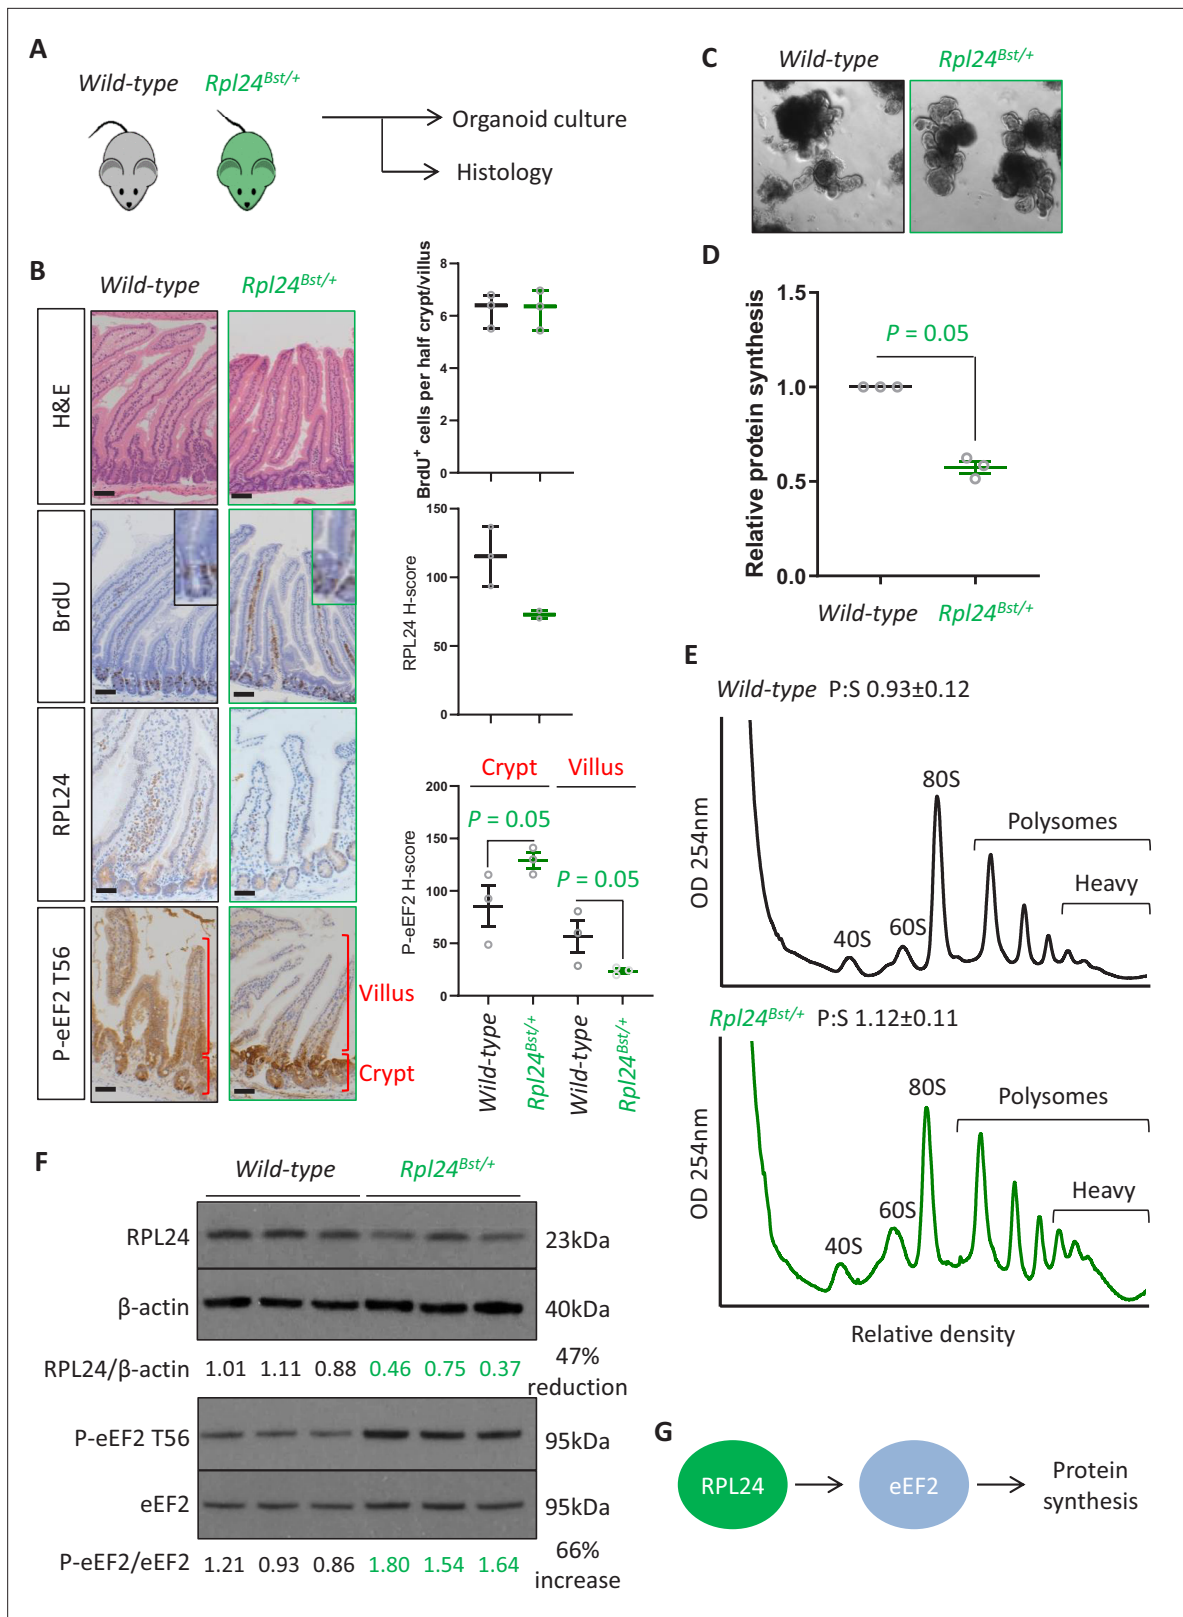 A
Wild-type Rpl24Bst/+
Organoid culture
Histology
B
Wild-type Rpl24Bst/+
H&E
BrdU
RPL24
P-eEF2 T56
Villus
Crypt
BrdU+ cells per half crypt/villus
8
6
4
2
0
RPL24 H-score
150
100
50
0
Crypt Villus
P-eEF2 H-score
200
150
100
50
0
P = 0.05
P = 0.05
Wild-type
Rpl24Bst/+
Wild-type
Rpl24Bst/+
C
Wild-type Rpl24Bst/+
D
Relative protein synthesis
1.5
1.0
0.5
0.0
P = 0.05
Wild-type Rpl24Bst/+
E
Wild-type P:S 0.93±0.12
OD 254nm
40S
60S
80S
Polysomes
Heavy
Rpl24Bst/+ P:S 1.12±0.11
OD 254nm
40S
60S
80S
Polysomes
Heavy
Relative density
F
Wild-type Rpl24Bst/+
RPL24 23kDa
β-actin 40kDa
RPL24/β-actin 1.01 1.11 0.88 0.46 0.75 0.37 47%
reduction
P-eEF2 T56 95kDa
eEF2 95kDa
P-eEF2/eEF2 1.21 0.93 0.86 1.80 1.54 1.64 66%
increase
G
RPL24
eEF2
Protein
synthesis